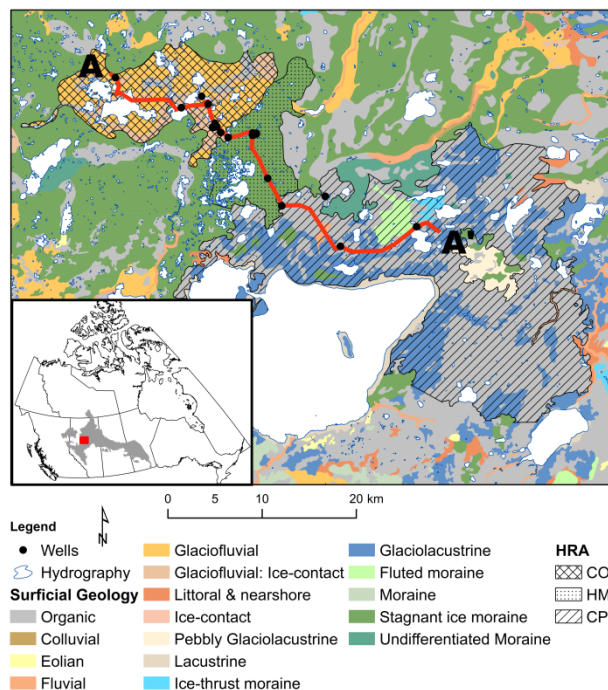 A
A'
0 5 10 20 km
Legend
N
Wells
Hydrography
Surficial Geology
Organic
Colluvial
Eolian
Fluvial
Glaciofluvial
Glaciofluvial: Ice-contact
Littoral & nearshore
Ice-contact
Pebbly Glaciolacustrine
Lacustrine
Ice-thrust moraine
Glaciolacustrine
Fluted moraine
Moraine
Stagnant ice moraine
Undifferentiated Moraine
HRA
CO
HM
CP